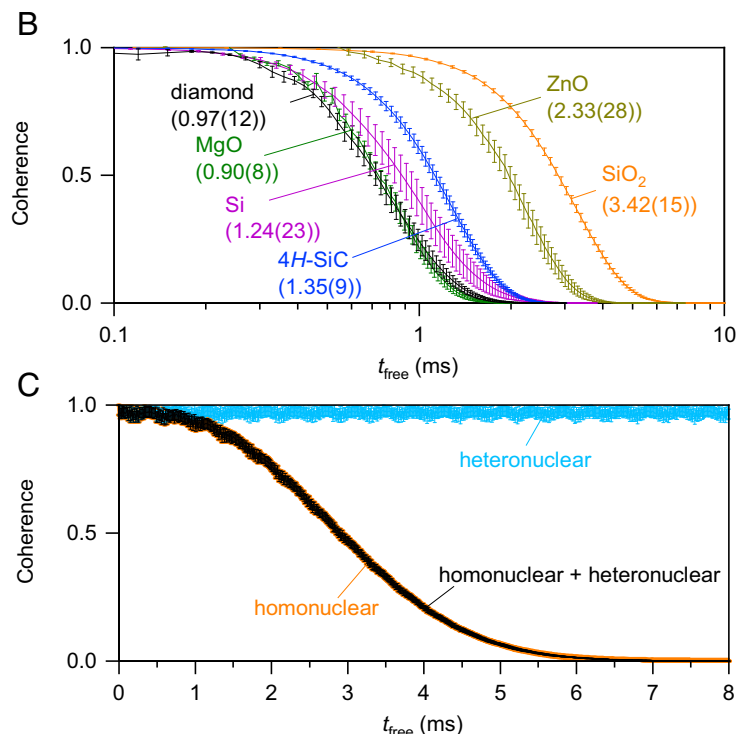 B
Coherence
1.0
0.5
0.0
diamond
(0.97(12))
MgO
(0.90(8))
Si
(1.24(23))
4H-SiC
(1.35(9))
ZnO
(2.33(28))
SiO₂
(3.42(15))
0.1
1
10
t_free (ms)
C
Coherence
1.0
0.5
0.0
heteronuclear
homonuclear
homonuclear + heteronuclear
0 1 2 3 4 5 6 7 8
t_free (ms)